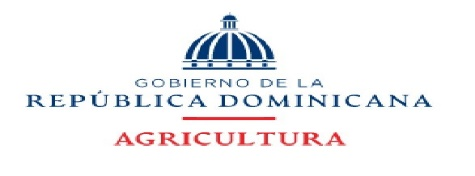 GOBIERNO DE LA
REPÚBLICA DOMINICANA
AGRICULTURA